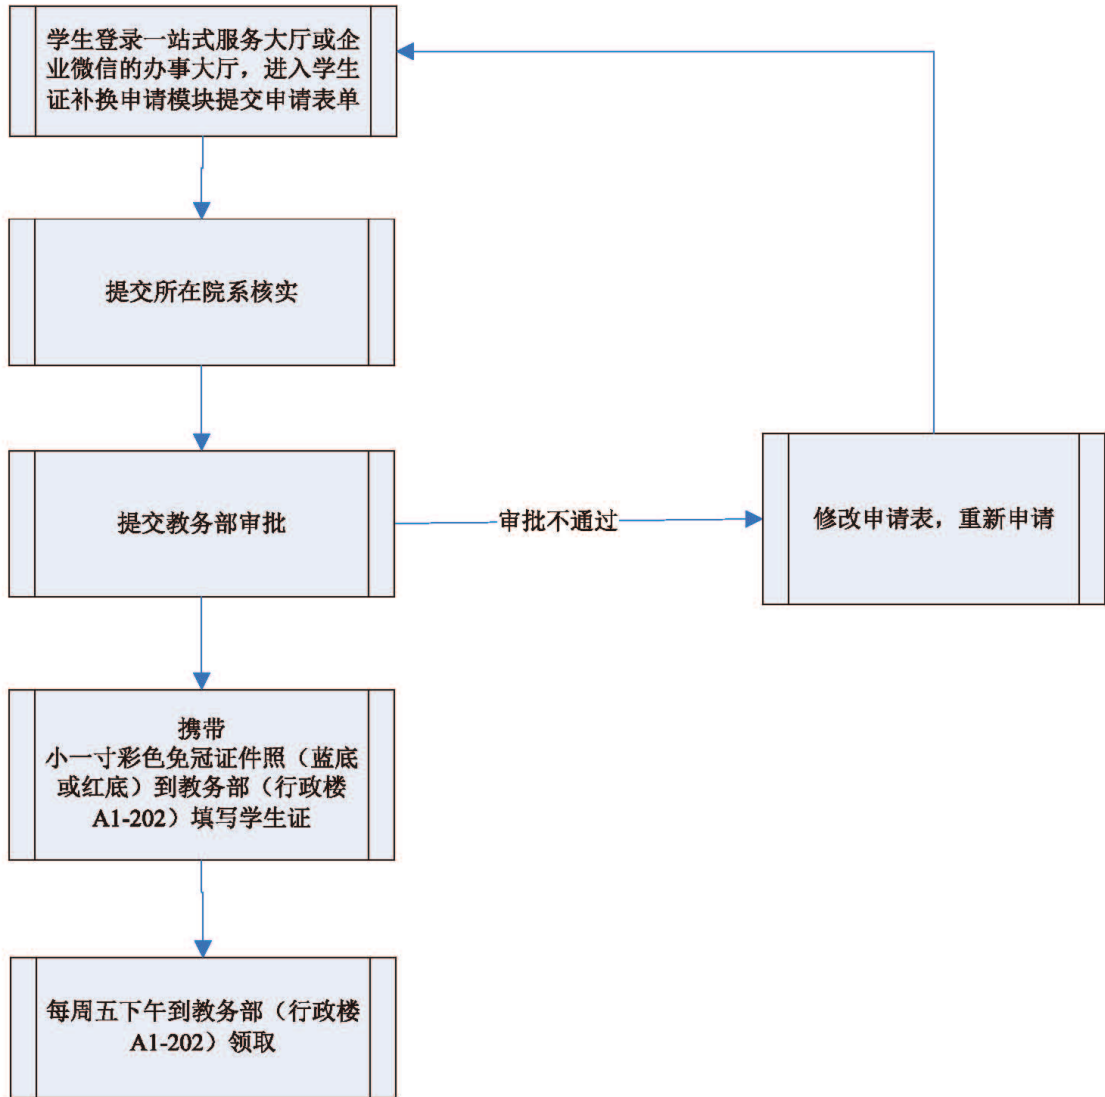 学生登录一站式服务大厅或企
业微信的办事大厅，进入学生
证补换申请模块提交申请表单
提交所在院系核实
提交教务部审批
审批不通过
修改申请表，重新申请
携带
小一寸彩色免冠证件照（蓝底
或红底）到教务部（行政楼
A1-202）填写学生证
每周五下午到教务部（行政楼
A1-202）领取